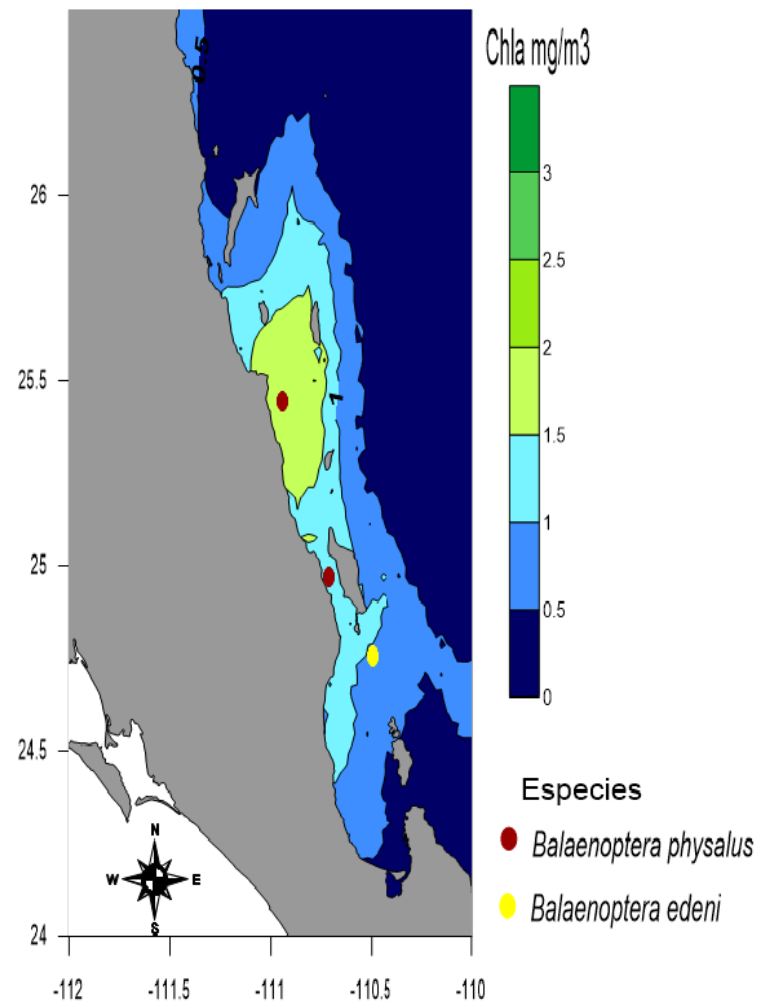 Chla mg/m3
0.5
3
26
2.5
2
25.5
1
1.5
1
25
0.5
0
24.5
Especies
N
Balaenoptera physalus
W E
Balaenoptera edeni
S
24
-112 -111.5 -111 -110.5 -110